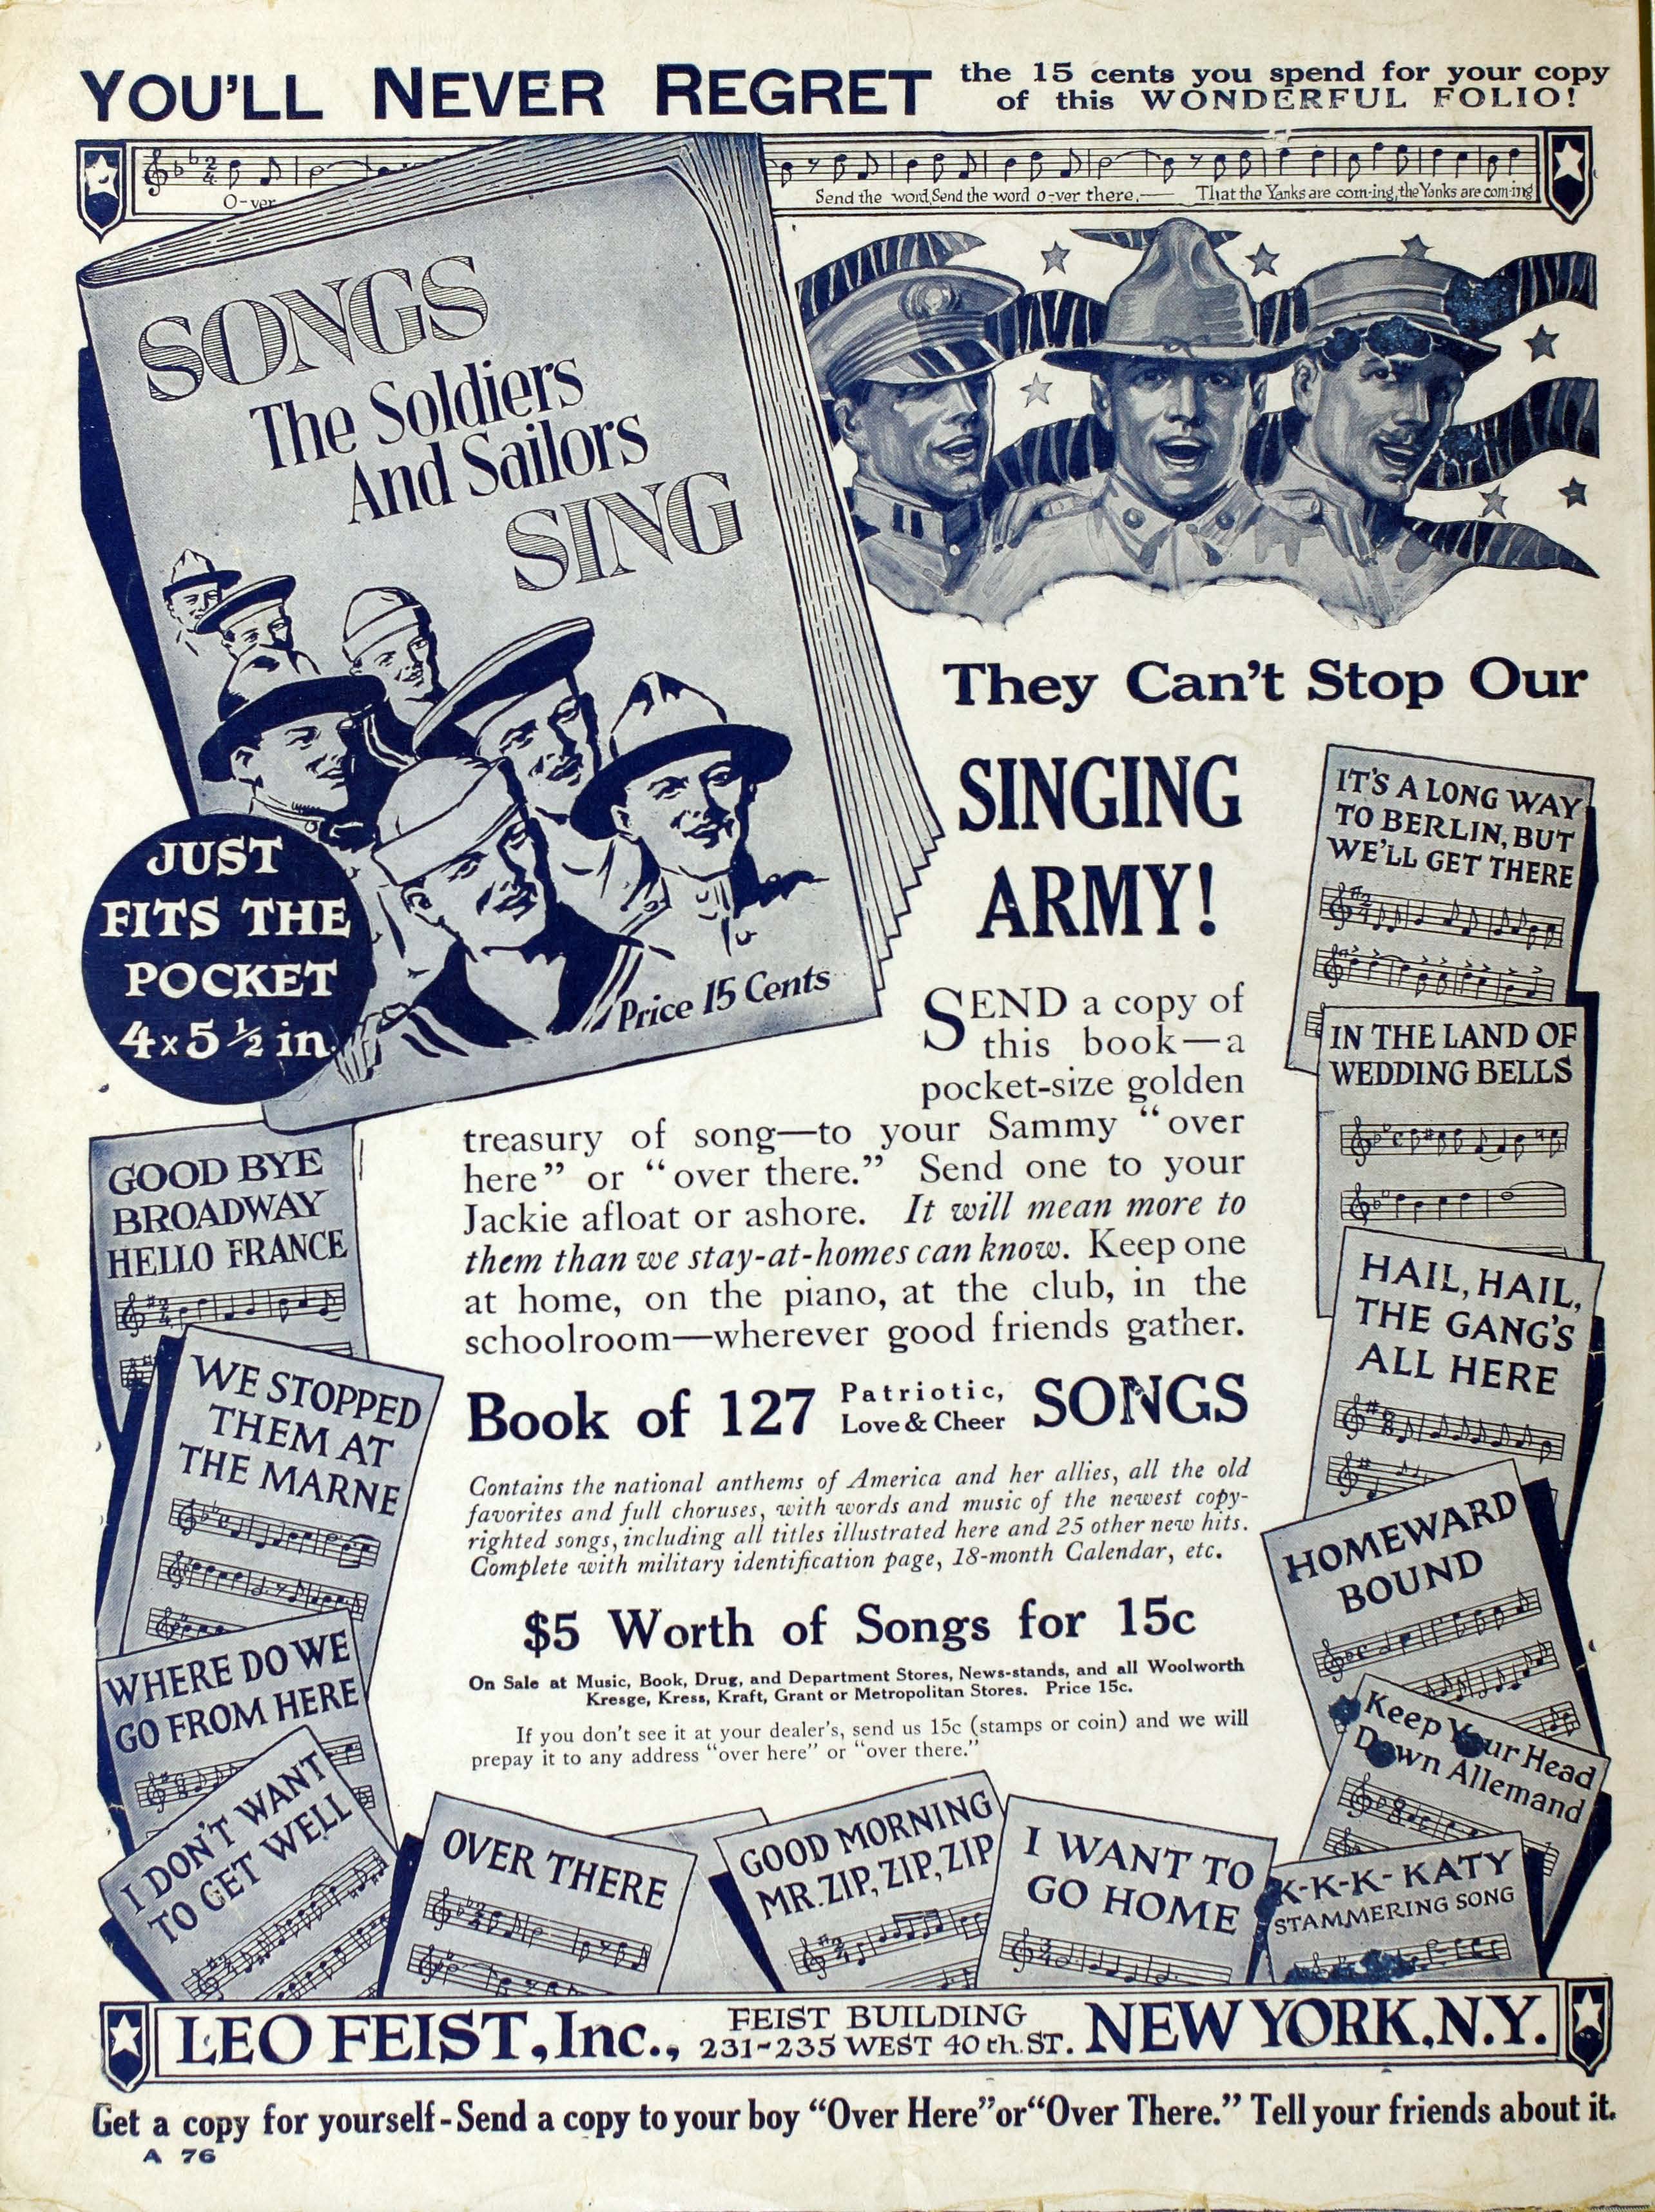 YOU'LL NEVER REGRET the 15 cents you spend for your copy
of this WONDERFUL FOLIO!
O-ver
Send the word, Send the word o-ver there,— That the Yanks are com-ing, the Yanks are com-ing
SONGS
The Soldiers
And Sailors
SING
Price 15 Cents
JUST
FITS THE
POCKET
4x5 ½ in.
They Can't Stop Our
SINGING
ARMY!
SEND a copy of
this book—a
pocket-size golden
treasury of song—to your Sammy "over
here" or "over there." Send one to your
Jackie afloat or ashore. It will mean more to
them than we stay-at-homes can know. Keep one
at home, on the piano, at the club, in the
schoolroom—wherever good friends gather.
Book of 127 Patriotic, Love & Cheer SONGS
Contains the national anthems of America and her allies, all the old
favorites and full choruses, with words and music of the newest copy-
righted songs, including all titles illustrated here and 25 other new hits.
Complete with military identification page, 18-month Calendar, etc.
$5 Worth of Songs for 15c
On Sale at Music, Book, Drug, and Department Stores, News-stands, and all Woolworth
Kresge, Kress, Kraft, Grant or Metropolitan Stores. Price 15c.
If you don't see it at your dealer's, send us 15c (stamps or coin) and we will
prepay it to any address "over here" or "over there."
GOOD BYE
BROADWAY
HELLO FRANCE
WE STOPPED
THEM AT
THE MARNE
WHERE DO WE
GO FROM HERE
I DON'T WANT
TO GET WELL
OVER THERE
GOOD MORNING
MR. ZIP, ZIP, ZIP
I WANT TO
GO HOME
K-K-K-KATY
STAMMERING SONG
IT'S A LONG WAY
TO BERLIN, BUT
WE'LL GET THERE
IN THE LAND OF
WEDDING BELLS
HAIL, HAIL,
THE GANG'S
ALL HERE
HOMEWARD
BOUND
Keep Your Head
Down Allemand
LEO FEIST, Inc., FEIST BUILDING
231-235 WEST 40th. ST. NEW YORK, N.Y.
Get a copy for yourself - Send a copy to your boy "Over Here" or "Over There." Tell your friends about it.
A 76